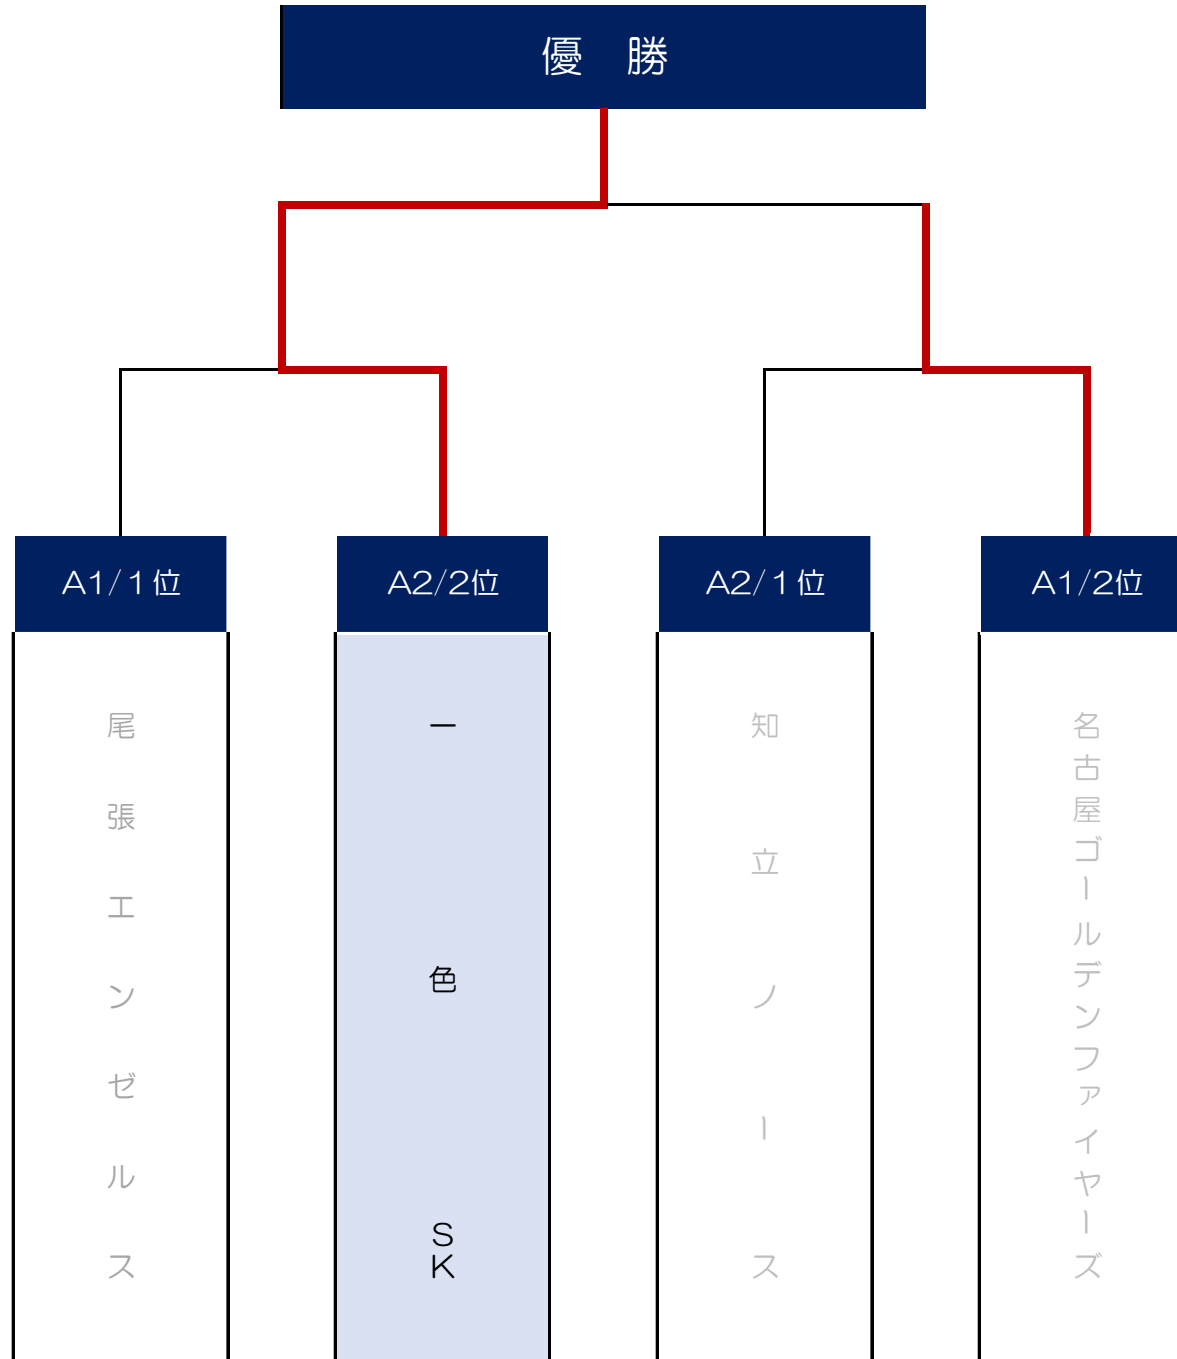 優　勝
A1/1位
A2/2位
A2/1位
A1/2位
尾張エンゼルス
一色SK
知立ノース
名古屋ゴールデンファイヤーズ